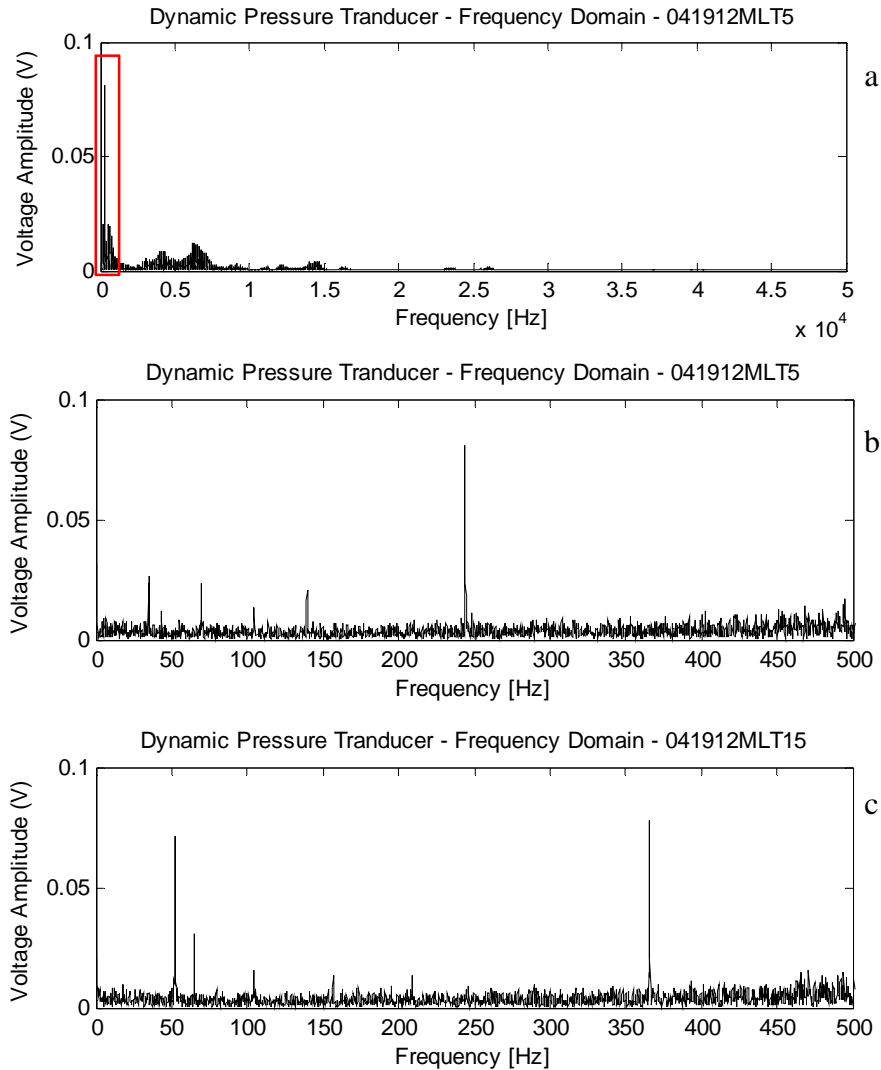 Dynamic Pressure Tranducer - Frequency Domain - 041912MLT5
a
0.1
0.05
0
Voltage Amplitude (V)
0 0.5 1 1.5 2 2.5 3 3.5 4 4.5 5
Frequency [Hz]
x 10^4
Dynamic Pressure Tranducer - Frequency Domain - 041912MLT5
b
0.1
0.05
0
Voltage Amplitude (V)
0 50 100 150 200 250 300 350 400 450 500
Frequency [Hz]
Dynamic Pressure Tranducer - Frequency Domain - 041912MLT15
c
0.1
0.05
0
Voltage Amplitude (V)
0 50 100 150 200 250 300 350 400 450 500
Frequency [Hz]